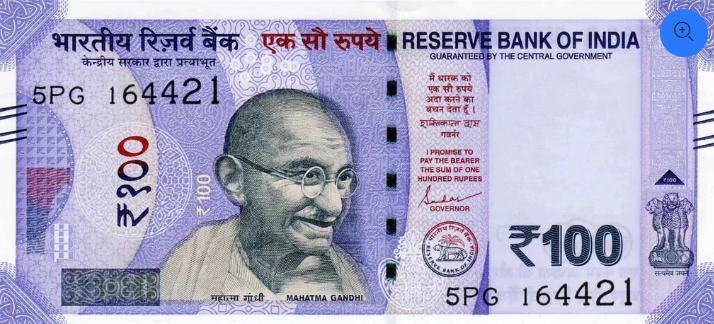 भारतीय रिज़र्व बैंक
केन्द्रीय सरकार द्वारा प्रत्याभूत
एक सौ रुपये
RESERVE BANK OF INDIA
GUARANTEED BY THE CENTRAL GOVERNMENT
5PG 164421
मैं धारक को
एक सौ रुपये
अदा करने का
वचन देता हूँ।
शक्तिकान्त दास
गवर्नर
I PROMISE TO
PAY THE BEARER
THE SUM OF ONE
HUNDRED RUPEES
GOVERNOR
₹१००
₹ 100
₹100
भारतीय रिज़र्व बैंक
RESERVE BANK OF INDIA
₹100
सत्यमेव जयते
महात्मा गांधी
MAHATMA GANDHI
5PG 164421